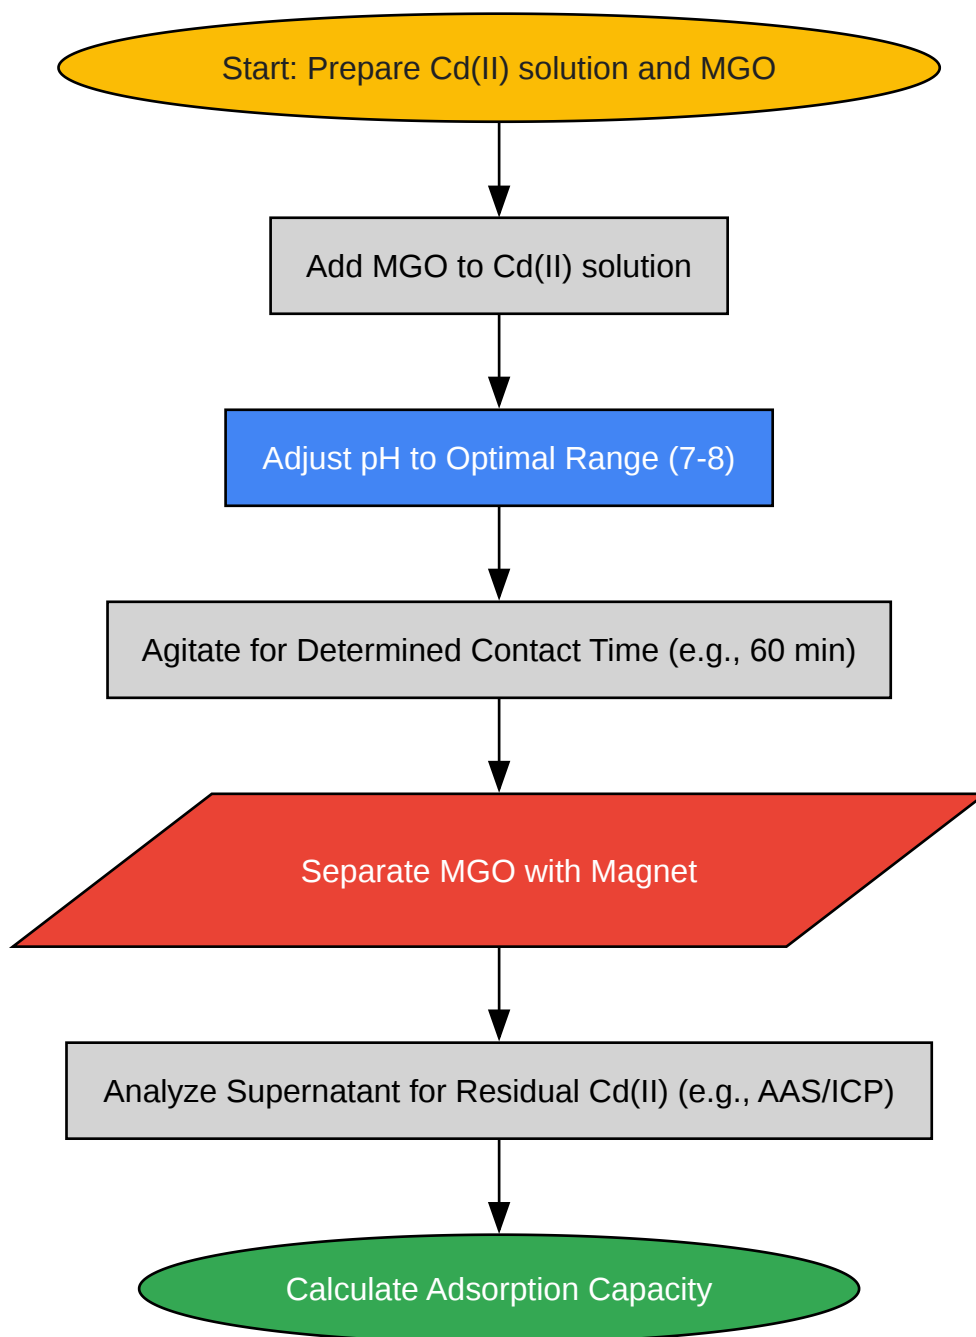 Start: Prepare Cd(II) solution and MGO
Add MGO to Cd(II) solution
Adjust pH to Optimal Range (7-8)
Agitate for Determined Contact Time (e.g., 60 min)
Separate MGO with Magnet
Analyze Supernatant for Residual Cd(II) (e.g., AAS/ICP)
Calculate Adsorption Capacity